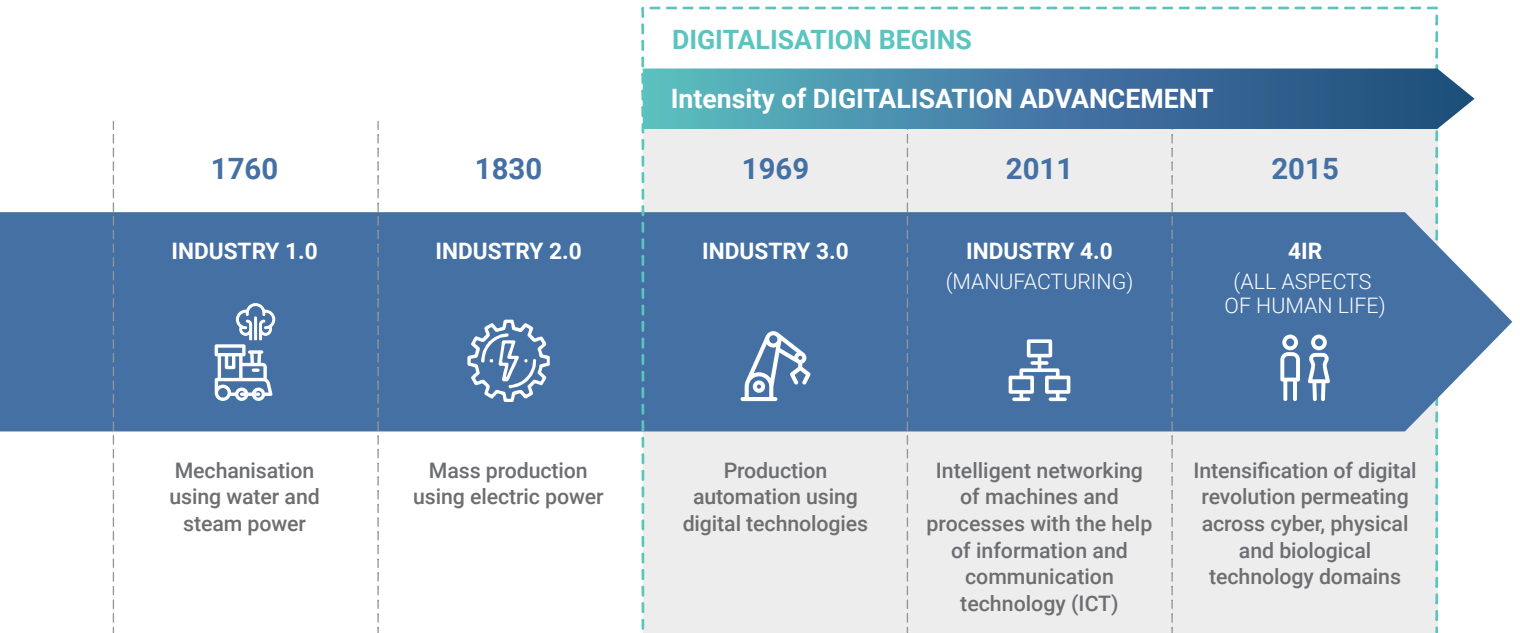 DIGITALISATION BEGINS
Intensity of DIGITALISATION ADVANCEMENT
1760
INDUSTRY 1.0
Mechanisation
using water and
steam power
1830
INDUSTRY 2.0
Mass production
using electric power
1969
INDUSTRY 3.0
Production
automation using
digital technologies
2011
INDUSTRY 4.0
(MANUFACTURING)
Intelligent networking
of machines and
processes with the help
of information and
communication
technology (ICT)
2015
4IR
(ALL ASPECTS
OF HUMAN LIFE)
Intensification of digital
revolution permeating
across cyber, physical
and biological
technology domains